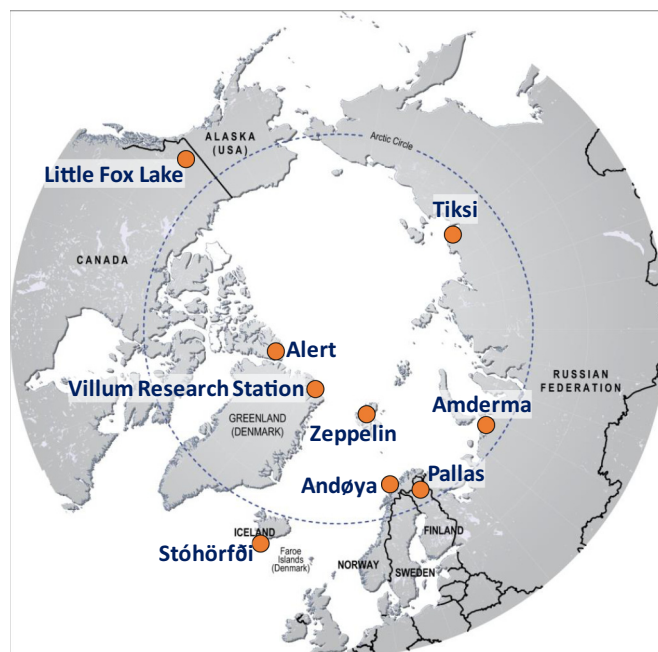 ALASKA
(USA)
Arctic Circle
Little Fox Lake
Tiksi
CANADA
Alert
Villum Research Station
RUSSIAN
FEDERATION
GREENLAND
(DENMARK)
Zeppelin
Amderma
Andøya
Pallas
ICELAND
Stóhörfði
Faroe
Islands
(Denmark)
FINLAND
NORWAY
SWEDEN